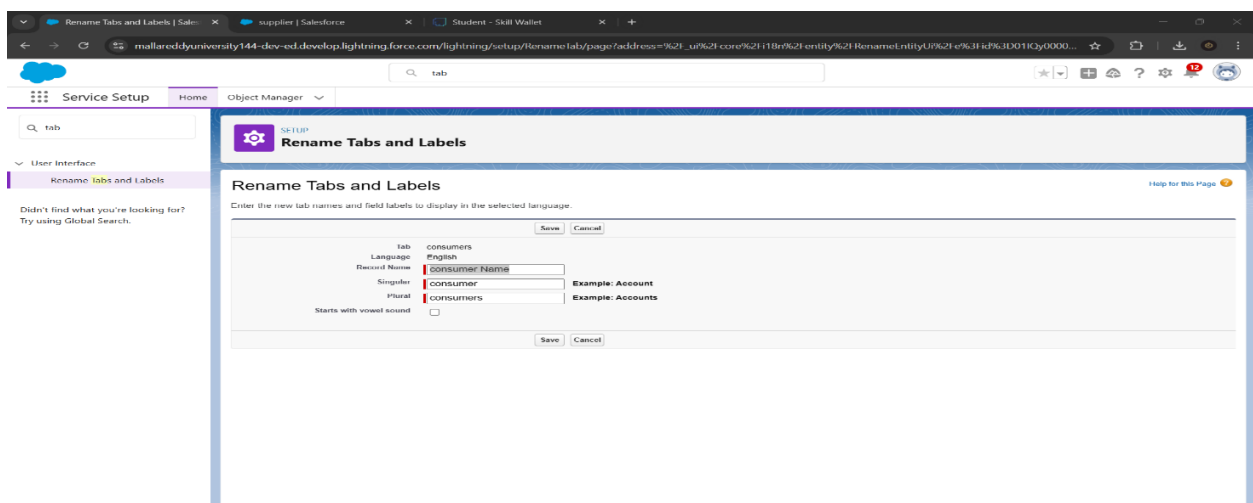 Rename Tabs and Labels | Sales
supplier | Salesforce
Student - Skill Wallet
mallareddyuniversity144-dev-ed.develop.lightning.force.com/lightning/setup/RenameTab/page?address=%2F_ui%2Fcore%2Fi18n%2Fentity%2FRenameEntityUi%2Fe%3Fid%3D01IQy0000...
tab
12
Service Setup
Home
Object Manager
tab
User Interface
Rename Tabs and Labels
Didn't find what you're looking for?
Try using Global Search.
SETUP
Rename Tabs and Labels
Rename Tabs and Labels
Help for this Page
Enter the new tab names and field labels to display in the selected language.
Save Cancel
Tab consumers
Language English
Record Name consumer Name
Singular consumer Example: Account
Plural consumers Example: Accounts
Starts with vowel sound
Save Cancel